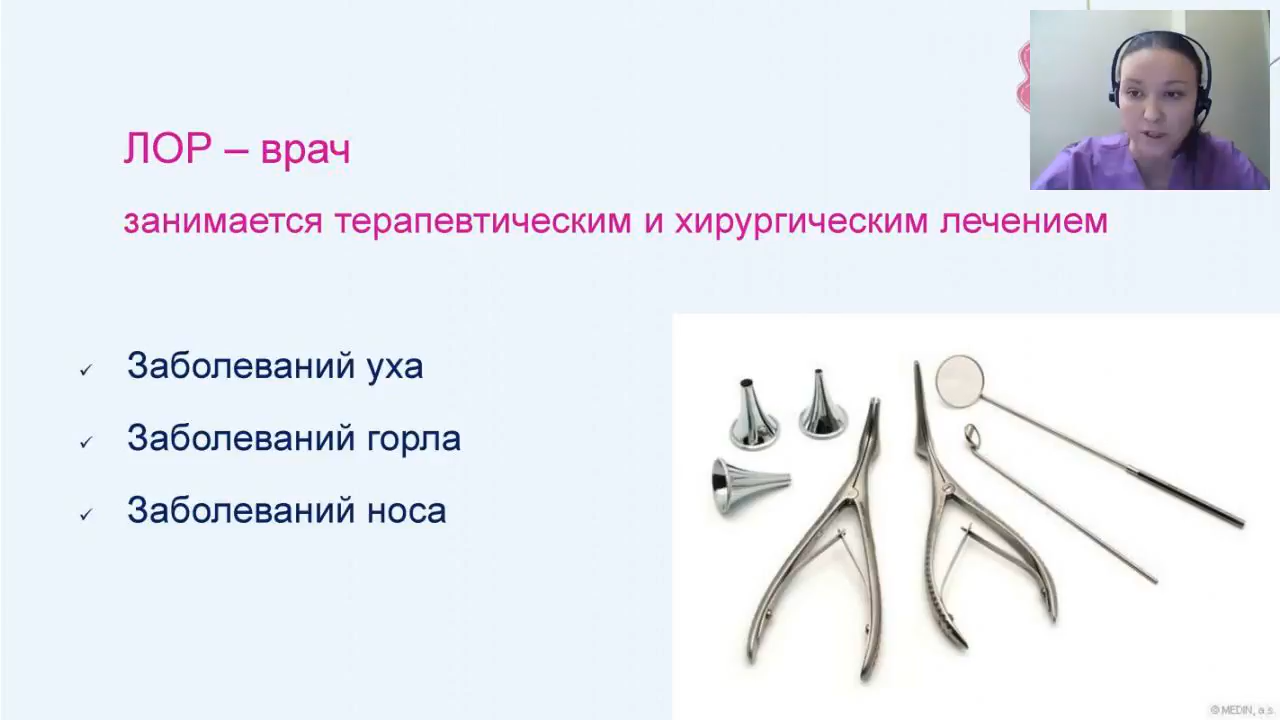 ЛОР – врач
занимается терапевтическим и хирургическим лечением
Заболеваний уха
Заболеваний горла
Заболеваний носа
© MEDIN, a.s.